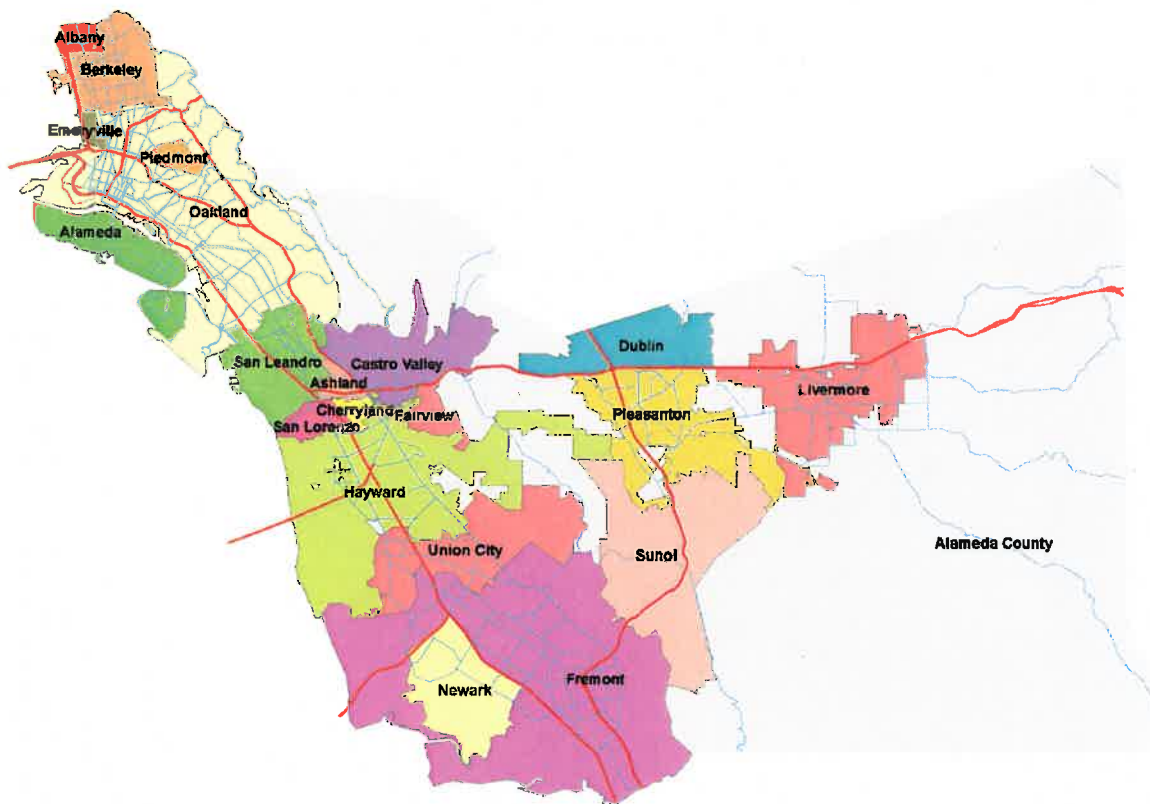 Albany
Berkeley
Emeryville
Piedmont
Oakland
Alameda
San Leandro
Castro Valley
Dublin
Ashland
Livermore
Cherryland
Fairview
Pleasanton
San Lorenzo
Hayward
Union City
Sunol
Alameda County
Fremont
Newark